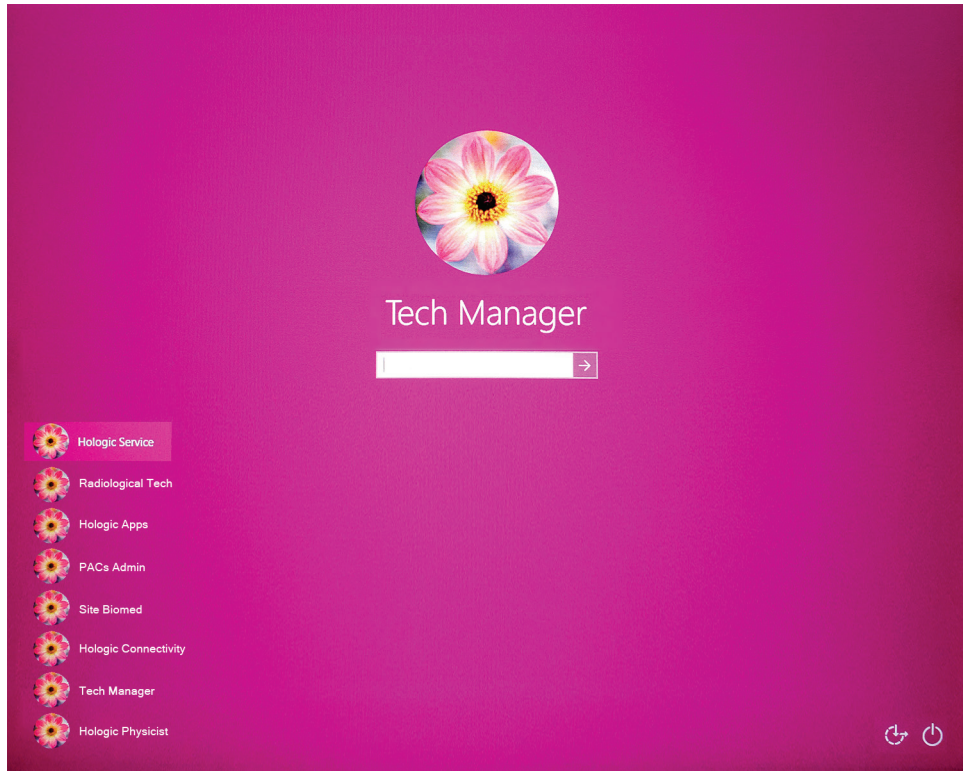 Tech Manager
Hologic Service
Radiological Tech
Hologic Apps
PACs Admin
Site Biomed
Hologic Connectivity
Tech Manager
Hologic Physicist